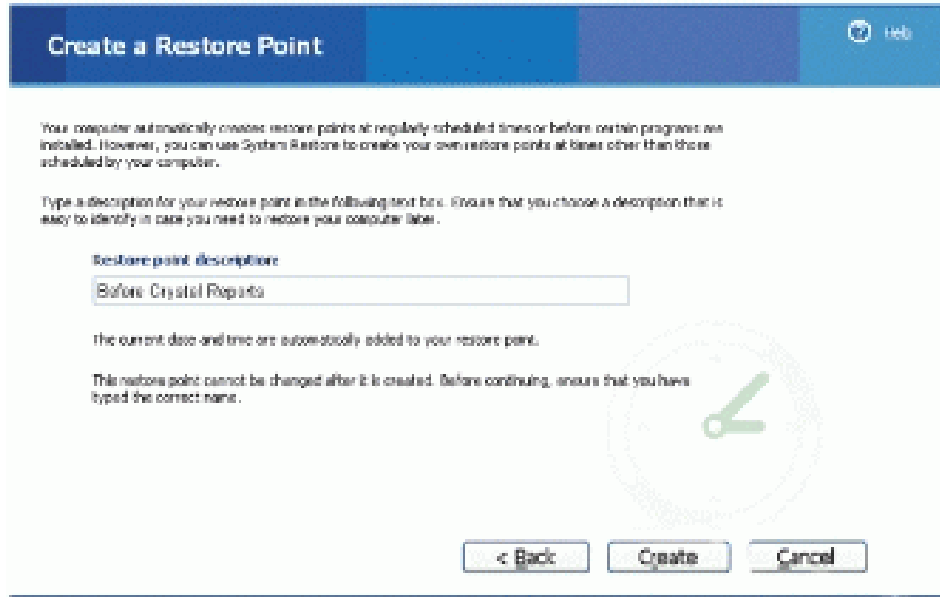 Create a Restore Point
Help
Your computer automatically creates restore points at regularly scheduled times or before certain programs are
installed. However, you can use System Restore to create your own restore points at times other than those
scheduled by your computer.
Type a description for your restore point in the following text box. Ensure that you choose a description that is
easy to identify in case you need to restore your computer later.
Restore point description
Before Crystal Reports
The current date and time are automatically added to your restore point.
This restore point cannot be changed after it is created. Before continuing, ensure that you have
typed the correct name.
< Back
Create
Cancel